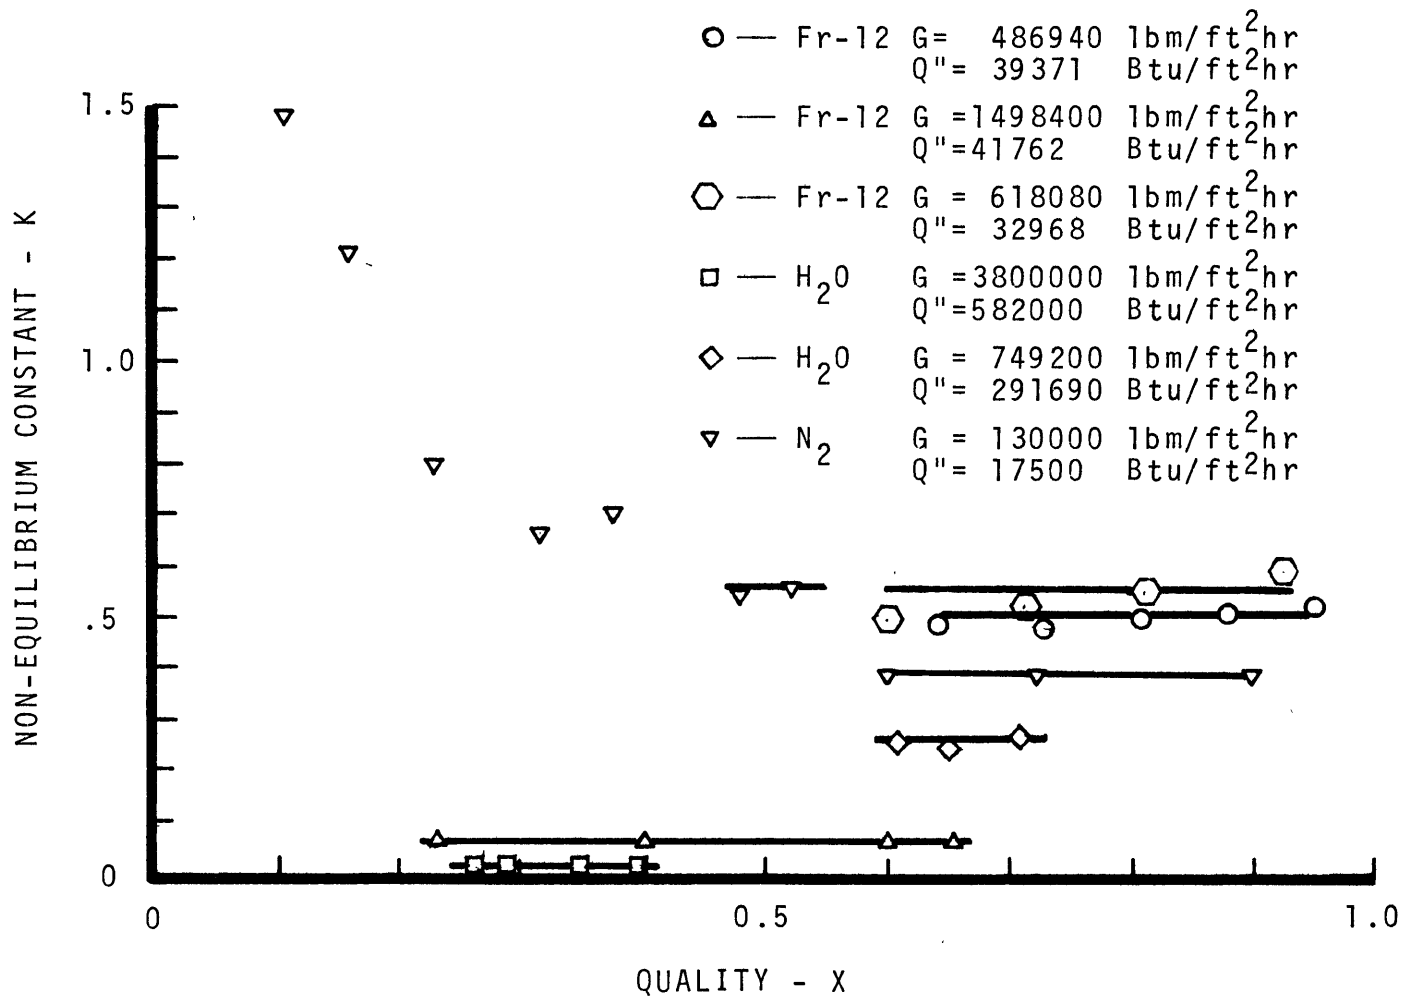 Fr-12 G= 486940 lbm/ft²hr
Q"= 39371 Btu/ft²hr
Fr-12 G =1498400 lbm/ft²hr
Q"=41762 Btu/ft²hr
Fr-12 G = 618080 lbm/ft²hr
Q"= 32968 Btu/ft²hr
H₂O G =3800000 lbm/ft²hr
Q"=582000 Btu/ft²hr
H₂O G = 749200 lbm/ft²hr
Q"= 291690 Btu/ft²hr
N₂ G = 130000 lbm/ft²hr
Q"= 17500 Btu/ft²hr
NON-EQUILIBRIUM CONSTANT - K
1.5
1.0
.5
0
0 0.5 1.0
QUALITY - X